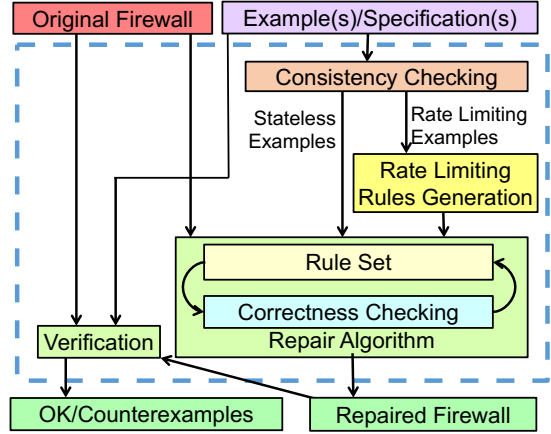 Original Firewall
Example(s)/Specification(s)
Consistency Checking
Stateless
Examples
Rate Limiting
Examples
Rate Limiting
Rules Generation
Rule Set
Correctness Checking
Repair Algorithm
Verification
OK/Counterexamples
Repaired Firewall